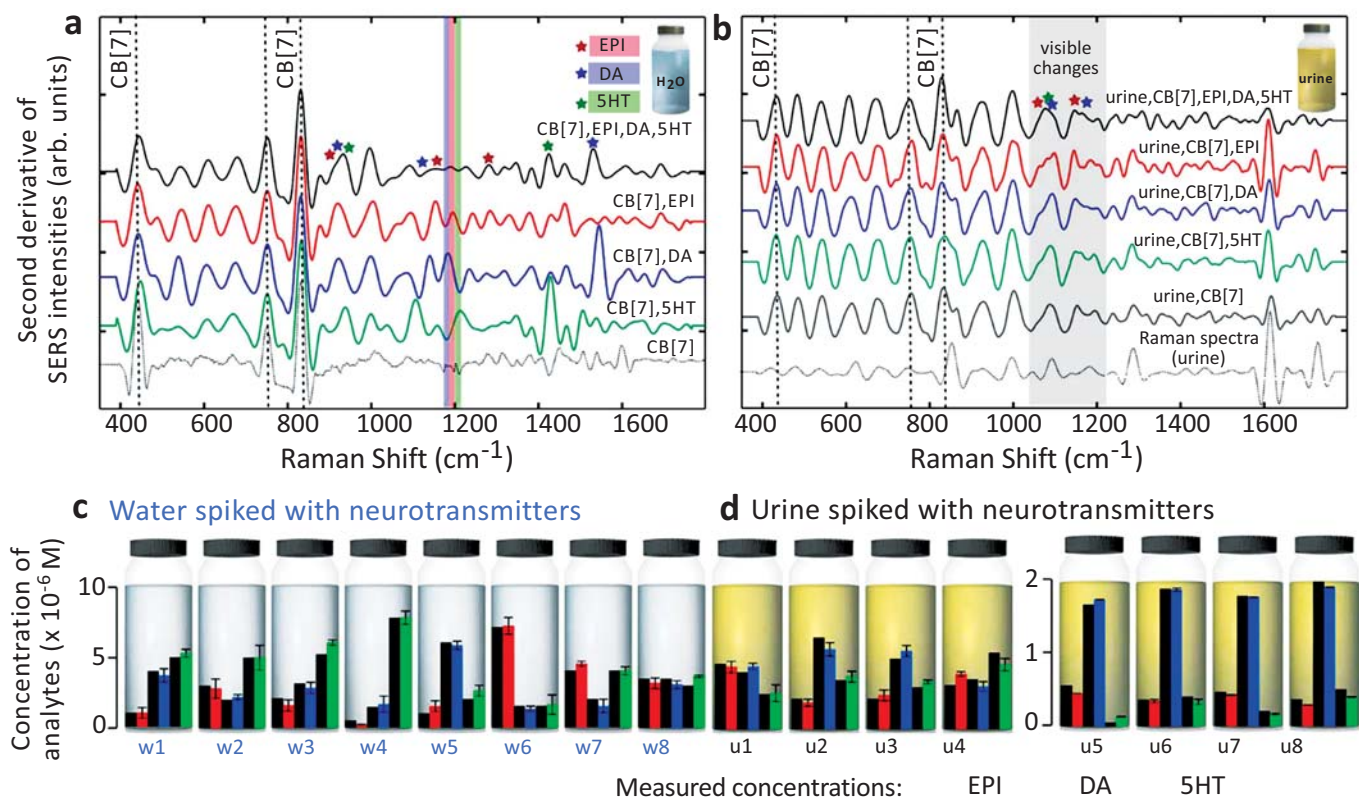 a
CB[7]
CB[7]
EPI
DA
5HT
H2O
CB[7],EPI,DA,5HT
CB[7],EPI
CB[7],DA
CB[7],5HT
CB[7]
Second derivative of
SERS intensities (arb. units)
400 600 800 1000 1200 1400 1600
Raman Shift (cm-1)
b
CB[7]
CB[7]
visible
changes
urine
urine,CB[7],EPI,DA,5HT
urine,CB[7],EPI
urine,CB[7],DA
urine,CB[7],5HT
urine,CB[7]
Raman spectra
(urine)
400 600 800 1000 1200 1400 1600
Raman Shift (cm-1)
c Water spiked with neurotransmitters
d Urine spiked with neurotransmitters
Concentration of
analytes (x 10-6 M)
10
5
0
2
1
0
w1 w2 w3 w4 w5 w6 w7 w8 u1 u2 u3 u4 u5 u6 u7 u8
Measured concentrations: EPI DA 5HT